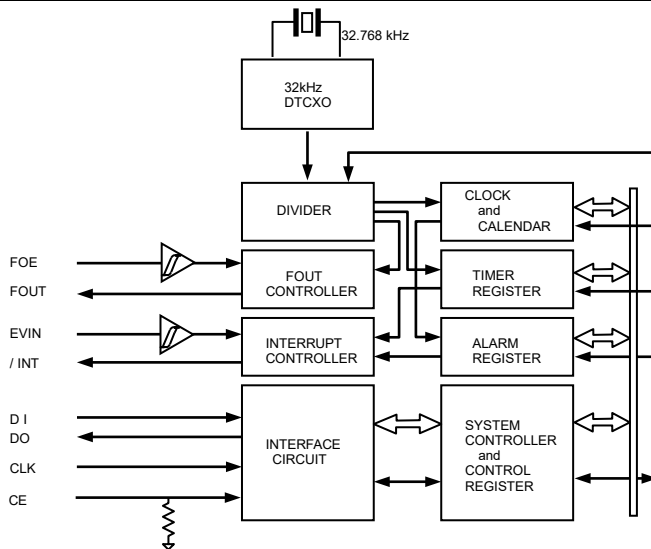 32.768 kHz
32kHz
DTCXO
DIVIDER
CLOCK
and
CALENDAR
FOE
FOUT
FOUT
CONTROLLER
TIMER
REGISTER
EVIN
/ INT
INTERRUPT
CONTROLLER
ALARM
REGISTER
D I
DO
CLK
CE
INTERFACE
CIRCUIT
SYSTEM
CONTROLLER
and
CONTROL
REGISTER